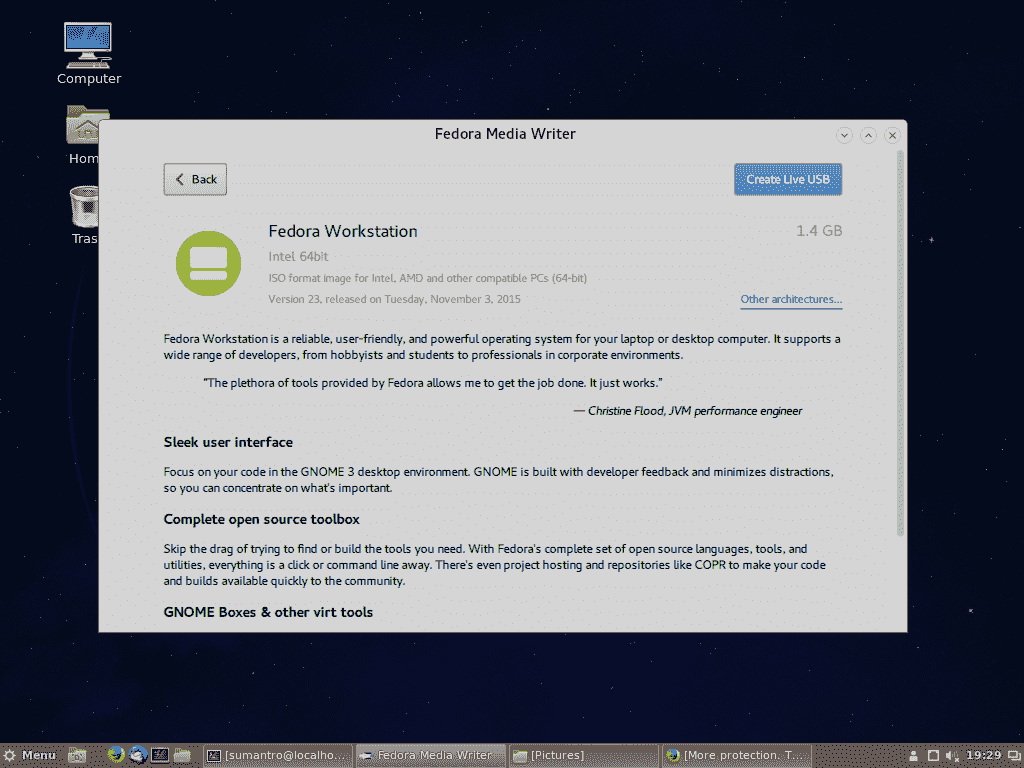 Computer
Hom
Tras
Fedora Media Writer
Back
Create Live USB
Fedora Workstation
1.4 GB
Intel 64bit
ISO format image for Intel, AMD and other compatible PCs (64-bit)
Version 23, released on Tuesday, November 3, 2015
Other architectures...
Fedora Workstation is a reliable, user-friendly, and powerful operating system for your laptop or desktop computer. It supports a
wide range of developers, from hobbyists and students to professionals in corporate environments.
"The plethora of tools provided by Fedora allows me to get the job done. It just works."
― Christine Flood, JVM performance engineer
Sleek user interface
Focus on your code in the GNOME 3 desktop environment. GNOME is built with developer feedback and minimizes distractions,
so you can concentrate on what's important.
Complete open source toolbox
Skip the drag of trying to find or build the tools you need. With Fedora's complete set of open source languages, tools, and
utilities, everything is a click or command line away. There's even project hosting and repositories like COPR to make your code
and builds available quickly to the community.
GNOME Boxes & other virt tools
Menu
[sumantro@localho...
Fedora Media Writer
[Pictures]
[More protection. T...
19:29